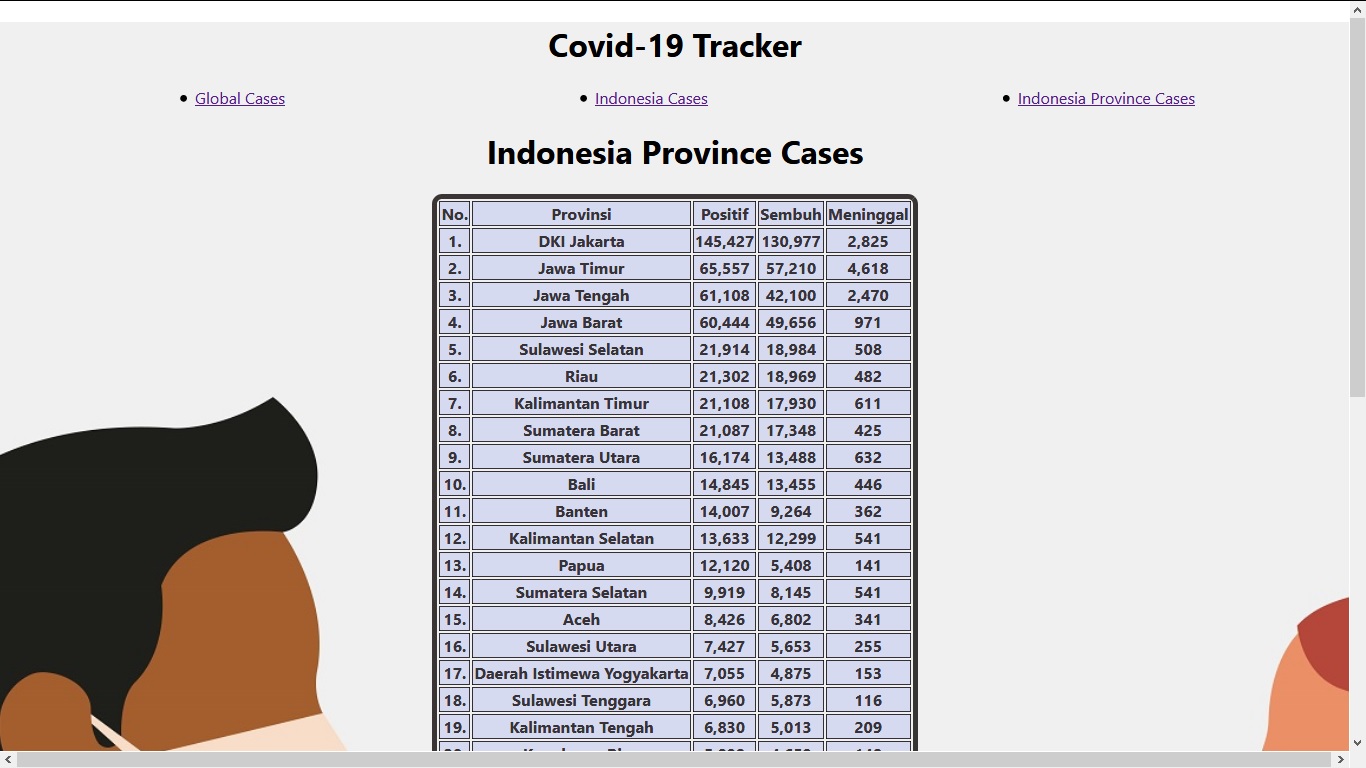 Covid-19 Tracker
• Global Cases • Indonesia Cases • Indonesia Province Cases
Indonesia Province Cases
No. Provinsi Positif Sembuh Meninggal
1. DKI Jakarta 145,427 130,977 2,825
2. Jawa Timur 65,557 57,210 4,618
3. Jawa Tengah 61,108 42,100 2,470
4. Jawa Barat 60,444 49,656 971
5. Sulawesi Selatan 21,914 18,984 508
6. Riau 21,302 18,969 482
7. Kalimantan Timur 21,108 17,930 611
8. Sumatera Barat 21,087 17,348 425
9. Sumatera Utara 16,174 13,488 632
10. Bali 14,845 13,455 446
11. Banten 14,007 9,264 362
12. Kalimantan Selatan 13,633 12,299 541
13. Papua 12,120 5,408 141
14. Sumatera Selatan 9,919 8,145 541
15. Aceh 8,426 6,802 341
16. Sulawesi Utara 7,427 5,653 255
17. Daerah Istimewa Yogyakarta 7,055 4,875 153
18. Sulawesi Tenggara 6,960 5,873 116
19. Kalimantan Tengah 6,830 5,013 209